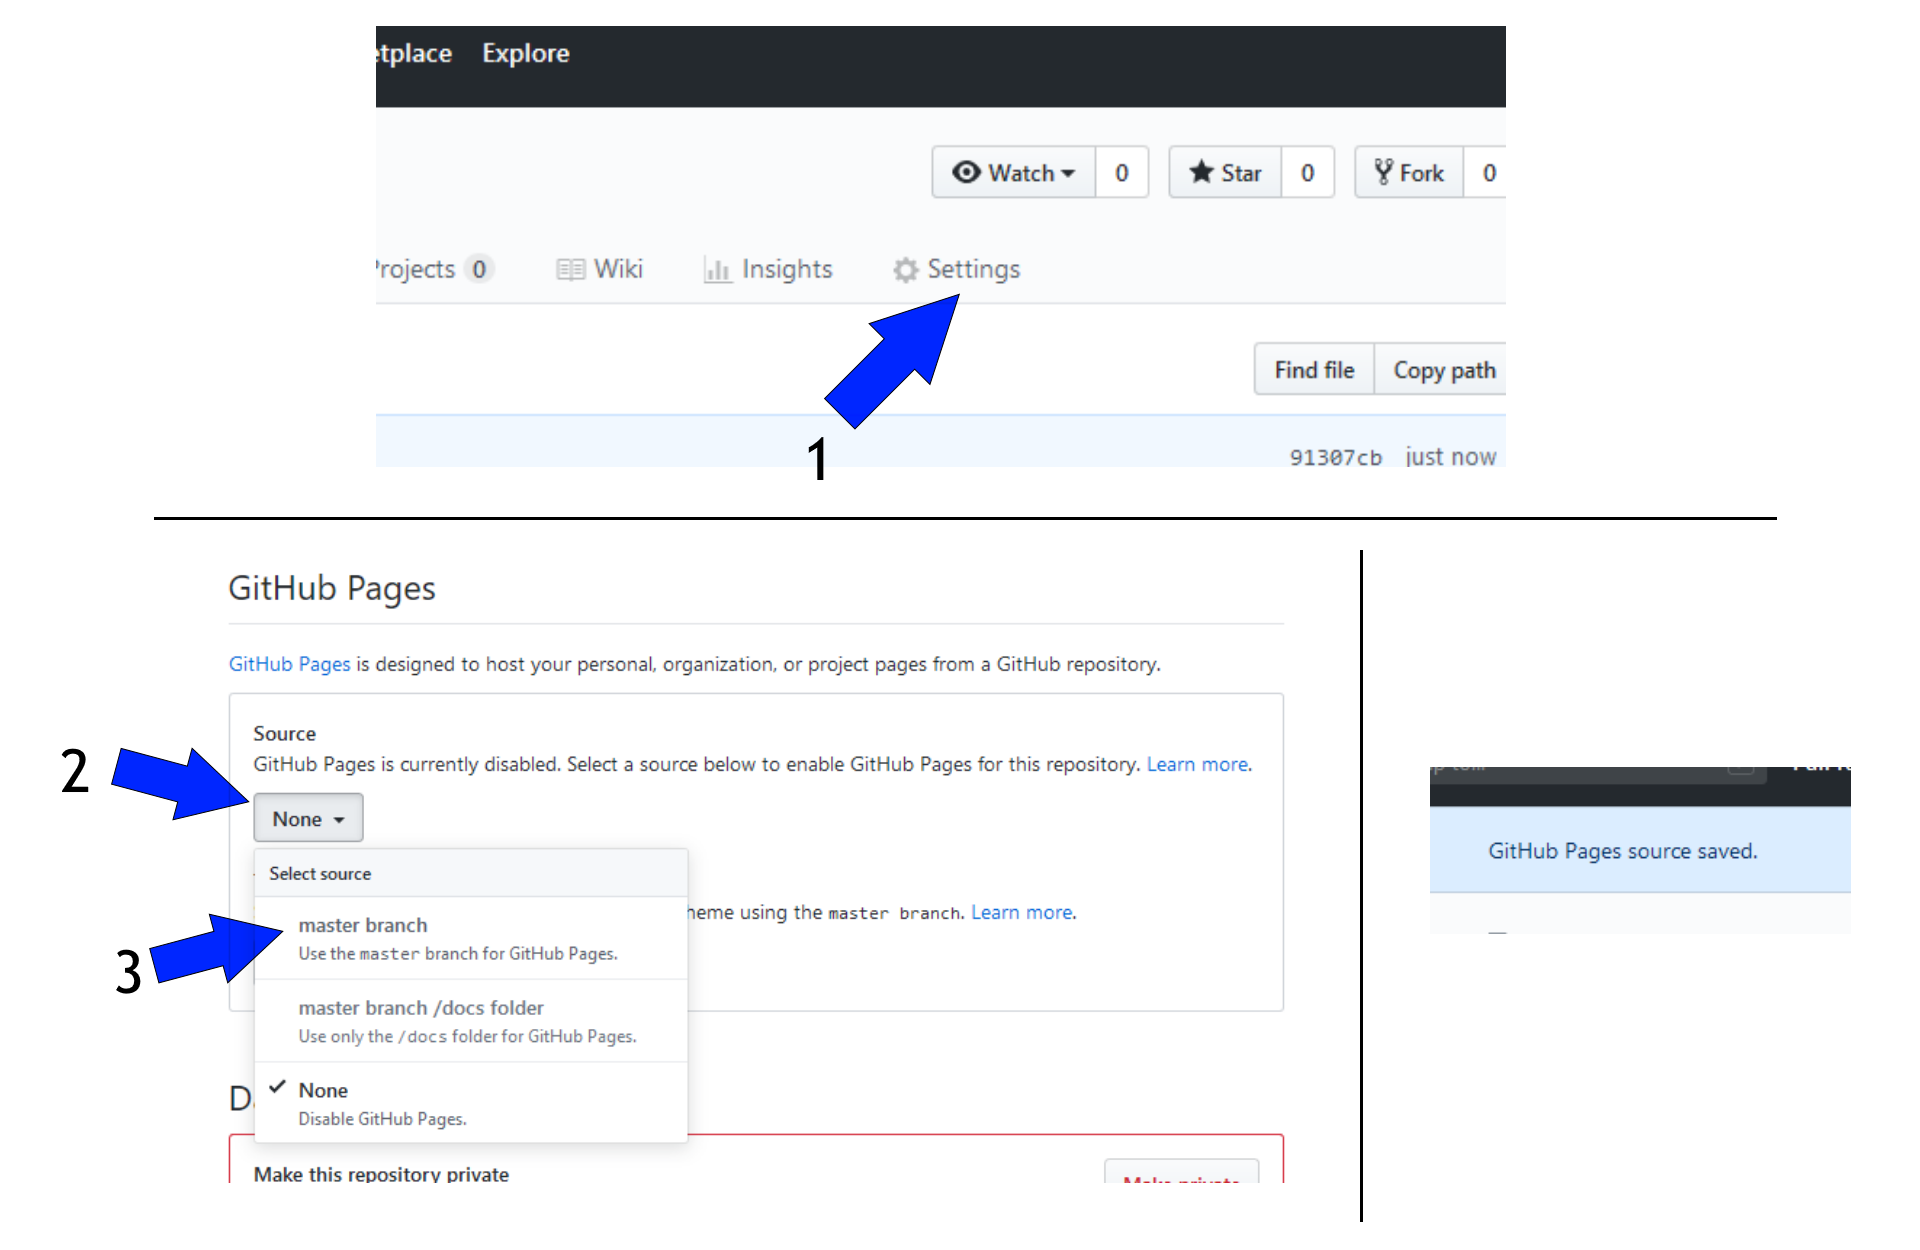 Explore
Watch 0 Star 0 Fork 0
0 Wiki Insights Settings
Find file Copy path
1
91307cb just now
GitHub Pages
GitHub Pages is designed to host your personal, organization, or project pages from a GitHub repository.
Source
2
GitHub Pages is currently disabled. Select a source below to enable GitHub Pages for this repository. Learn more.
None
Select source
master branch
using the master branch. Learn more.
Use the master branch for GitHub Pages.
3
master branch /docs folder
Use only the /docs folder for GitHub Pages.
None
Disable GitHub Pages.
Make this repository private
Make private
GitHub Pages source saved.